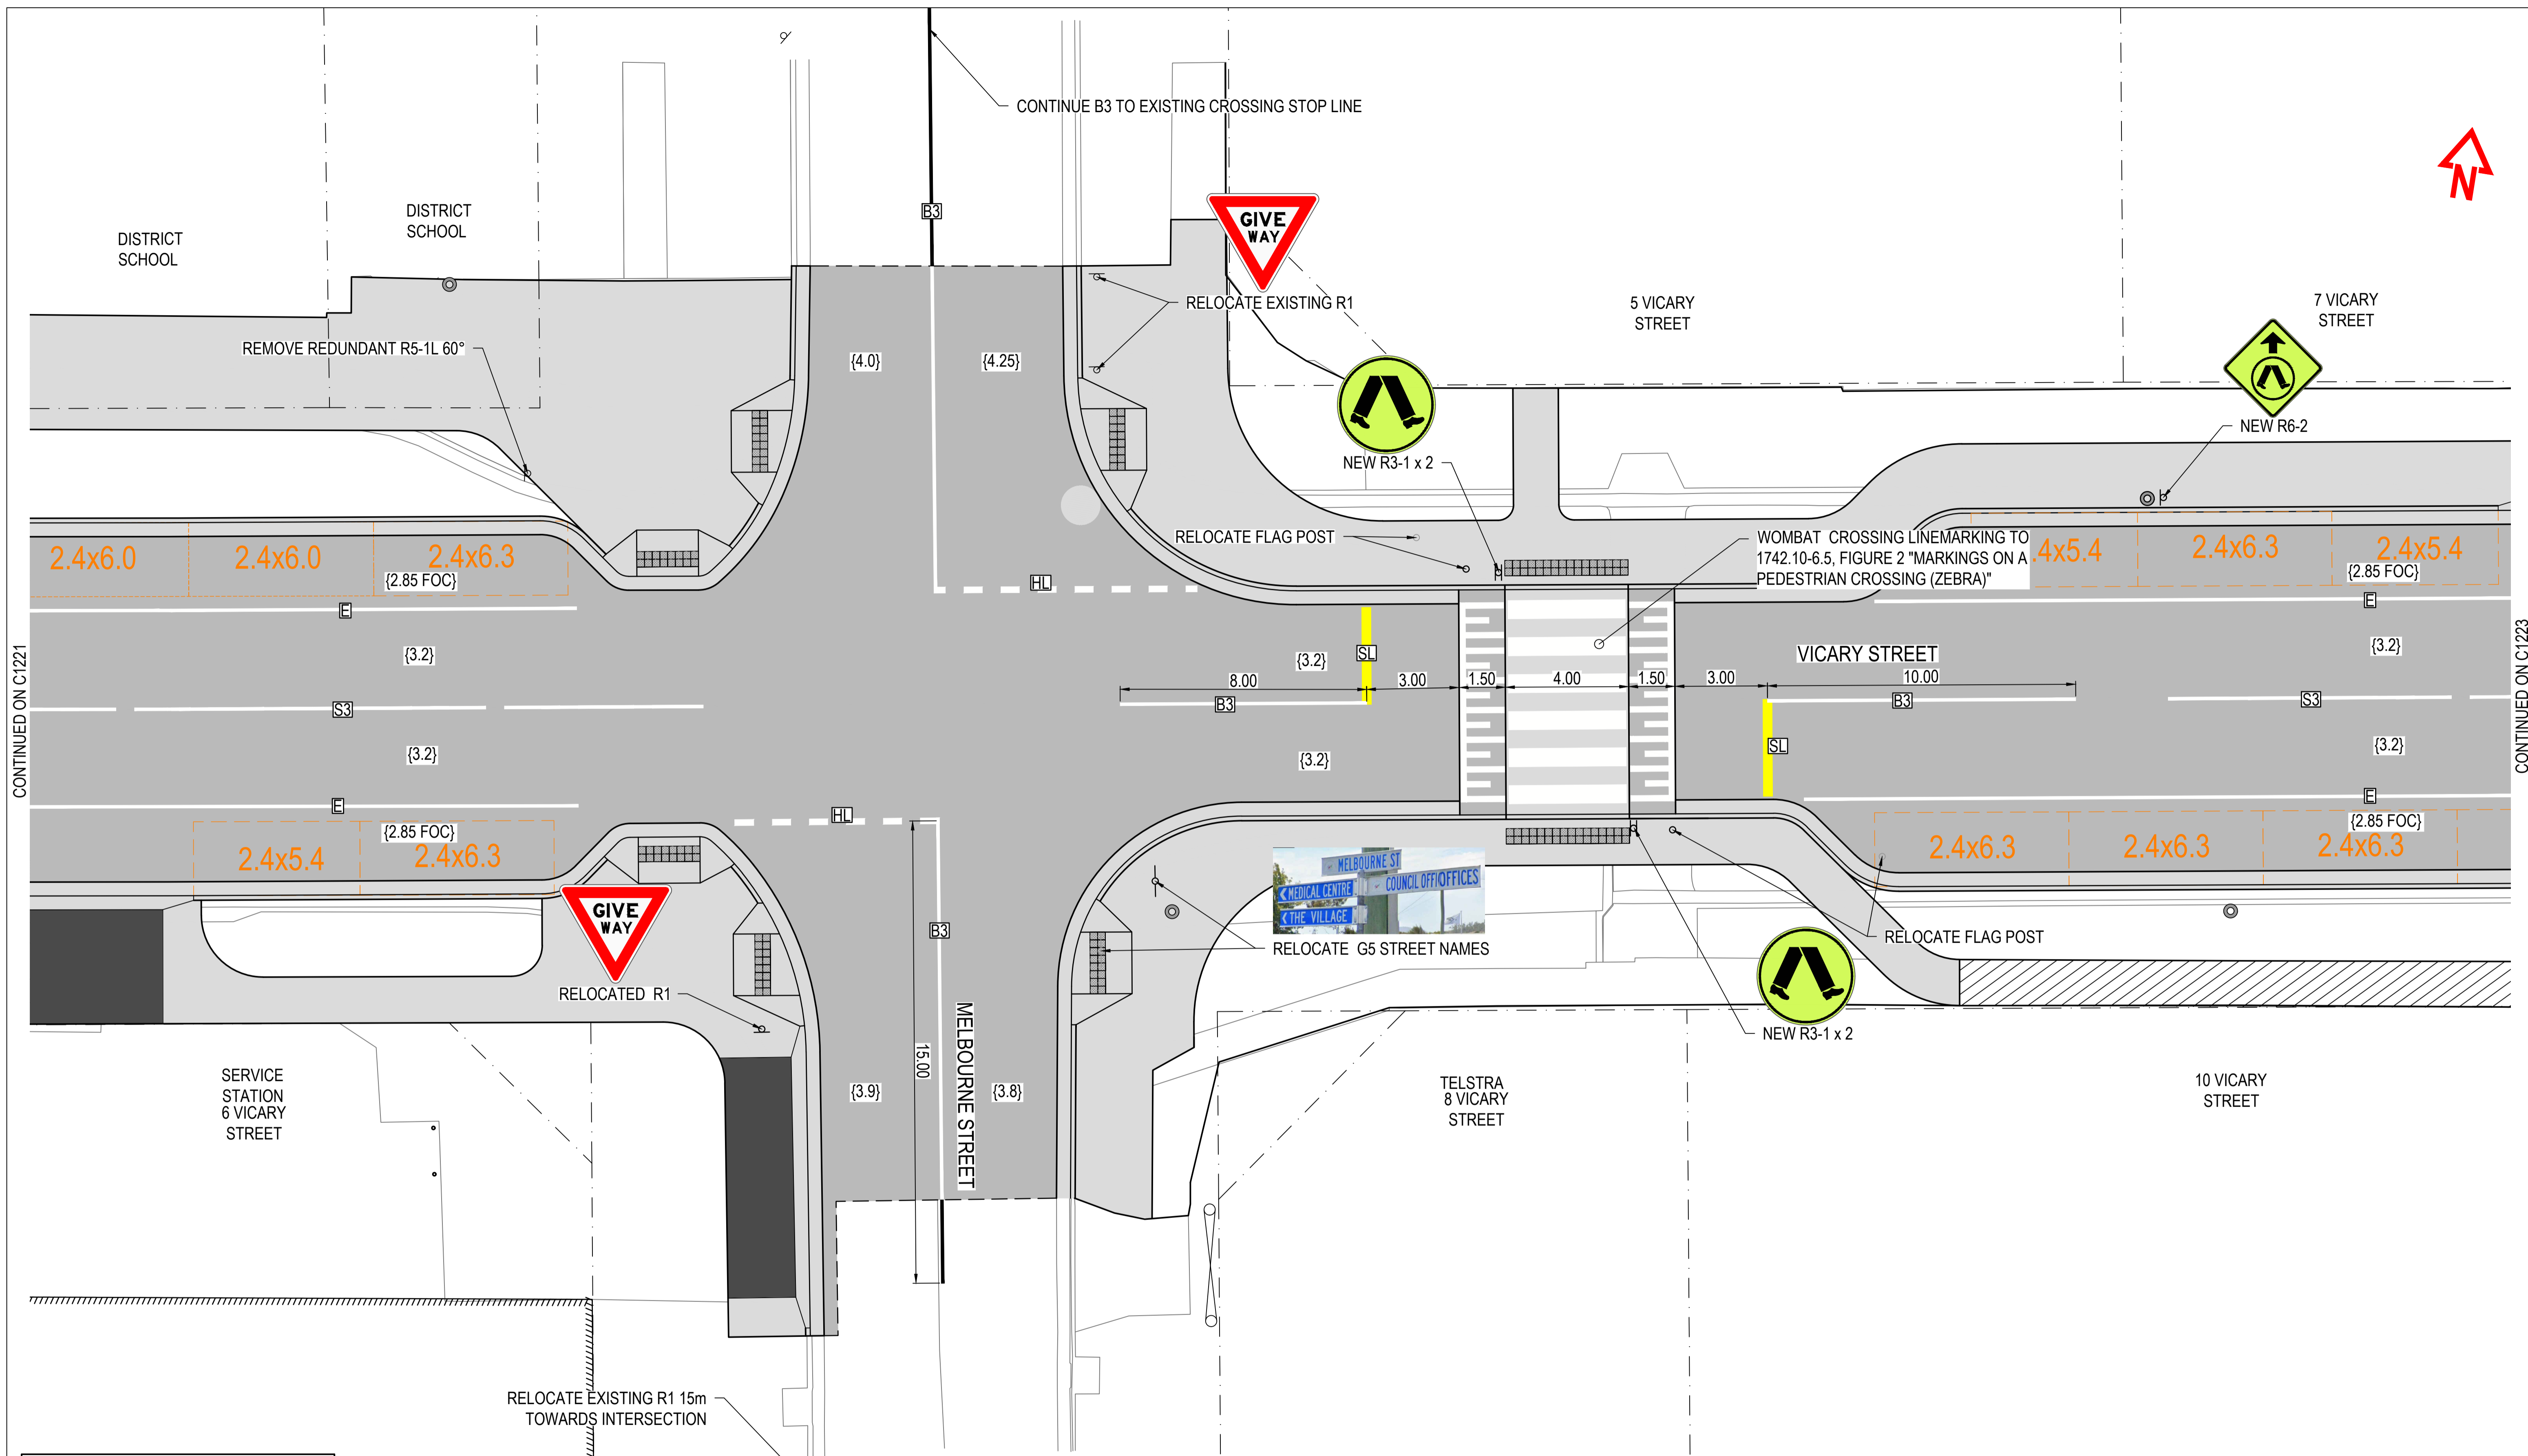 CONTINUE B3 TO EXISTING CROSSING STOP LINE
B3
DISTRICT
SCHOOL
DISTRICT
SCHOOL
GIVE
WAY
N
RELOCATE EXISTING R1
5 VICARY
STREET
7 VICARY
STREET
REMOVE REDUNDANT R5-1L 60°
{4.0}
{4.25}
NEW R6-2
NEW R3-1 x 2
RELOCATE FLAG POST
WOMBAT CROSSING LINEMARKING TO
1742.10-6.5, FIGURE 2 "MARKINGS ON A
PEDESTRIAN CROSSING (ZEBRA)"
2.4x6.0
2.4x6.0
2.4x6.3
{2.85 FOC}
.4x5.4
2.4x6.3
2.4x5.4
{2.85 FOC}
HL
E
E
CONTINUED ON C1221
{3.2}
{3.2}
SL
VICARY STREET
{3.2}
CONTINUED ON C1223
8.00
3.00
1.50
4.00
1.50
3.00
10.00
S3
B3
B3
S3
{3.2}
{3.2}
SL
{3.2}
E
HL
E
{2.85 FOC}
2.4x5.4
2.4x6.3
{2.85 FOC}
2.4x6.3
2.4x6.3
2.4x6.3
MELBOURNE ST
MEDICAL CENTRE
COUNCIL OFFIOFFICES
THE VILLAGE
GIVE
WAY
B3
RELOCATE G5 STREET NAMES
RELOCATE FLAG POST
RELOCATED R1
NEW R3-1 x 2
MELBOURNE STREET
15.00
{3.9}
{3.8}
SERVICE
STATION
6 VICARY
STREET
TELSTRA
8 VICARY
STREET
10 VICARY
STREET
RELOCATE EXISTING R1 15m
TOWARDS INTERSECTION